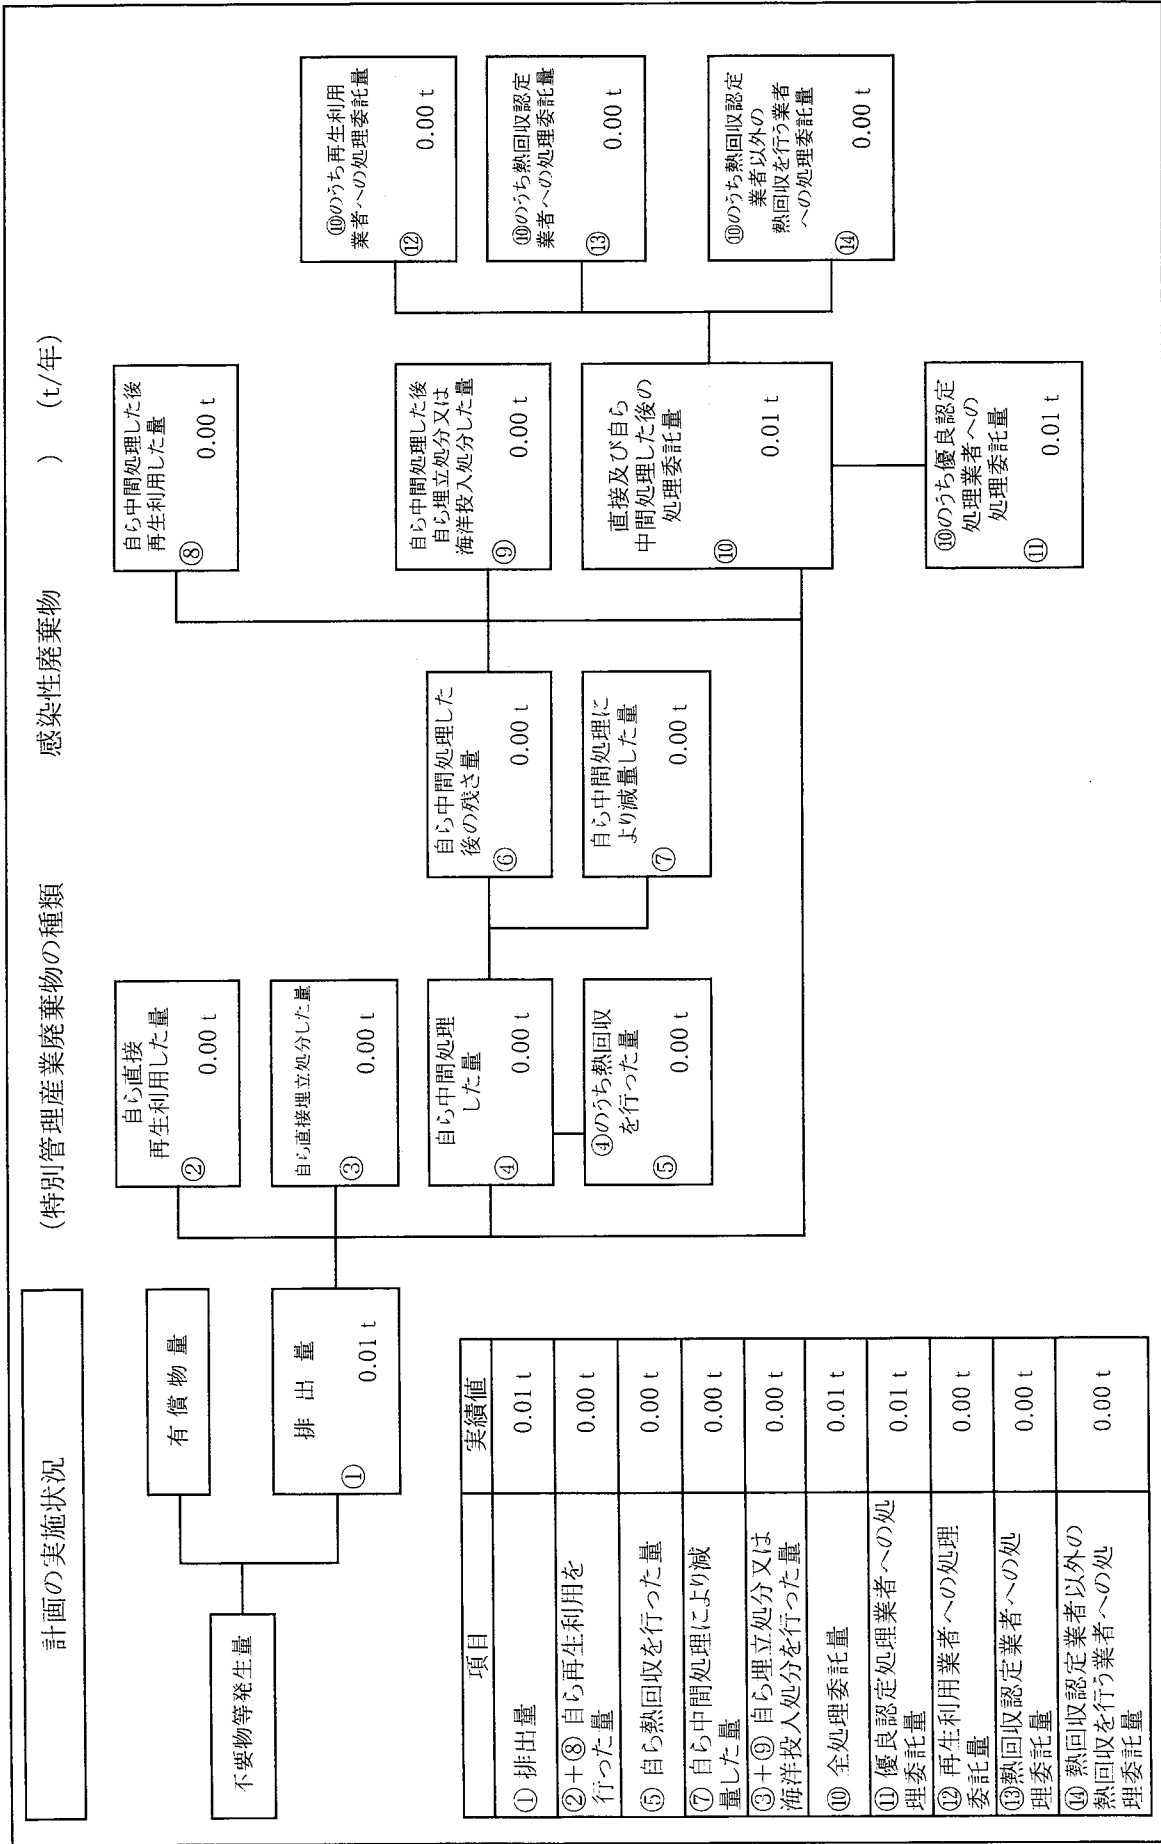 計画の実施状況
(特別管理産業廃棄物の種類 感染性廃棄物 ) (t/年)
不要物等発生量
有償物量
排出量
① 0.01 t
自ら直接
再生利用した量
② 0.00 t
自ら直接埋立処分した量
③ 0.00 t
自ら中間処理
した量
④ 0.00 t
④のうち熱回収
を行った量
⑤ 0.00 t
自ら中間処理した
後の残さ量
⑥ 0.00 t
自ら中間処理に
より減量した量
⑦ 0.00 t
自ら中間処理した後
再生利用した量
⑧ 0.00 t
自ら中間処理した後
自ら埋立処分又は
海洋投入処分した量
⑨ 0.00 t
直接及び自ら
中間処理した後の
処理委託量
⑩ 0.01 t
⑩のうち優良認定
処理業者への
処理委託量
⑪ 0.01 t
⑩のうち再生利用
業者への処理委託量
⑫ 0.00 t
⑩のうち熱回収認定
業者への処理委託量
⑬ 0.00 t
⑩のうち熱回収認定
業者以外の
熱回収を行う業者
への処理委託量
⑭ 0.00 t
項目 実績値
① 排出量 0.01 t
②+⑧ 自ら再生利用を
行った量 0.00 t
⑤ 自ら熱回収を行った量 0.00 t
⑦ 自ら中間処理により減
量した量 0.00 t
③+⑨ 自ら埋立処分又は
海洋投入処分を行った量 0.00 t
⑩ 全処理委託量 0.01 t
⑪ 優良認定処理業者への処
理委託量 0.01 t
⑫ 再生利用業者への処理
委託量 0.00 t
⑬熱回収認定業者への処
理委託量 0.00 t
⑭ 熱回収認定業者以外の
熱回収を行う業者への処
理委託量 0.00 t